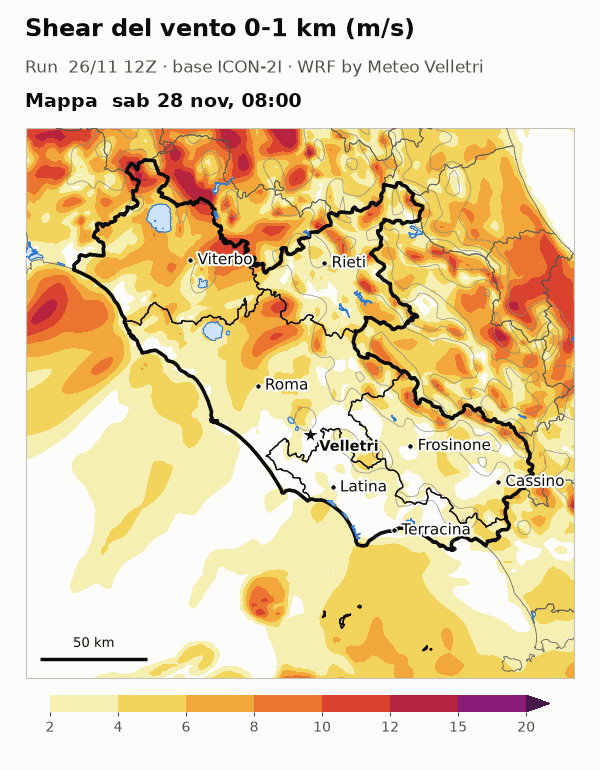 Shear del vento 0-1 km (m/s)
Run  26/11 12Z · base ICON-2I · WRF by Meteo Velletri
Mappa  sab 28 nov, 08:00
Viterbo
Rieti
Roma
Velletri
Frosinone
Latina
Cassino
Terracina
50 km
2 4 6 8 10 12 15 20